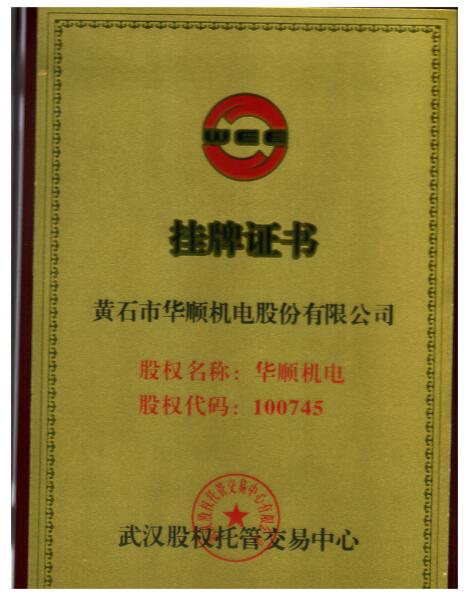 WEE
挂牌证书
黄石市华顺机电股份有限公司
股权名称：华顺机电
股权代码：100745
武汉股权托管交易中心